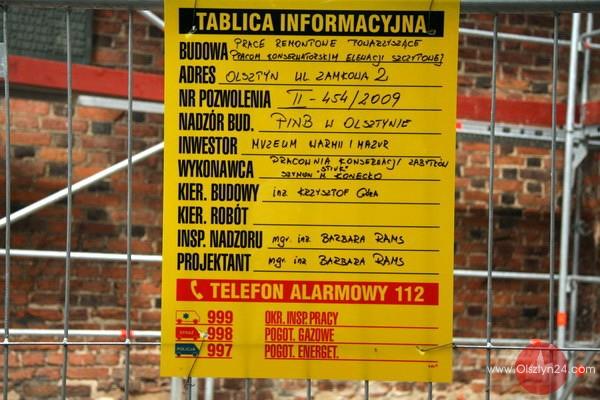 TABLICA INFORMACYJNA
BUDOWA PRACE REMONTOWE TOWARZYSZĄCE
PRACOM KONSERWATORSKIM ELEWACJI SZCZYTOWEJ
ADRES OLSZTYN UL ZAMKOWA 2
NR POZWOLENIA II - 454/2009
NADZÓR BUD. PINB W OLSZTYNIE
INWESTOR MUZEUM WARMII I MAZUR
WYKONAWCA PRACOWNIA KONSERWACJI ZABYTKÓW
SZYMON M KONECKO
KIER. BUDOWY inż. KRZYSZTOF
KIER. ROBÓT
INSP. NADZORU mgr. inż. BARBARA RAMS
PROJEKTANT mgr. inż. BARBARA RAMS
TELEFON ALARMOWY 112
999 OKR. INSP. PRACY
STRAŻ 998 POGOT. GAZOWE
POLICJA 997 POGOT. ENERGET.
www.Olsztyn24.com